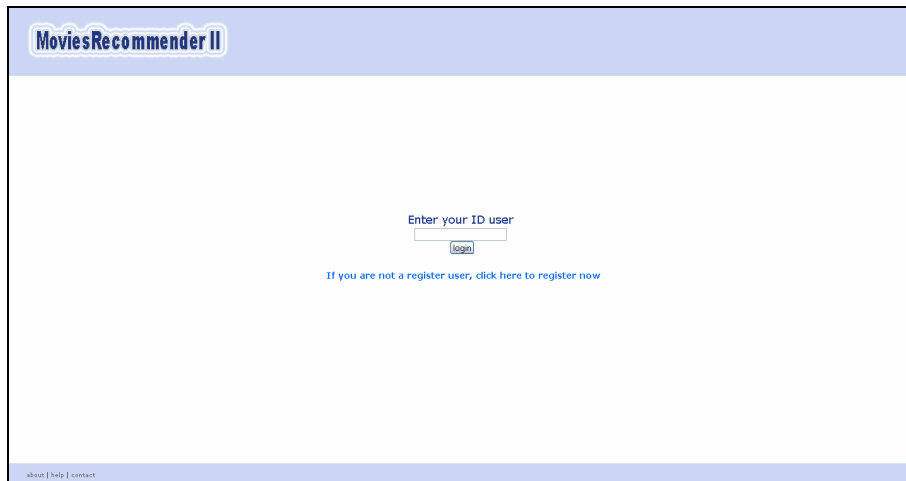 MoviesRecommender II
Enter your ID user
login
If you are not a register user, click here to register now
about | help | contact